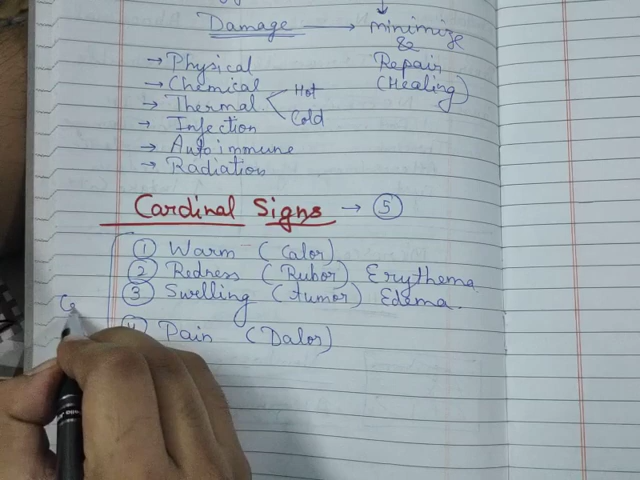 Damage → minimize
&
→ Physical Repair
→ Chemical (Healing)
→ Thermal < Hot
Cold
→ Infection
→ Autoimmune
→ Radiation
Cardinal Signs → 5
1 Warm (Calor)
2 Redness (Rubor) Erythema
3 Swelling (tumor) Edema.
4 Pain (Dalor)